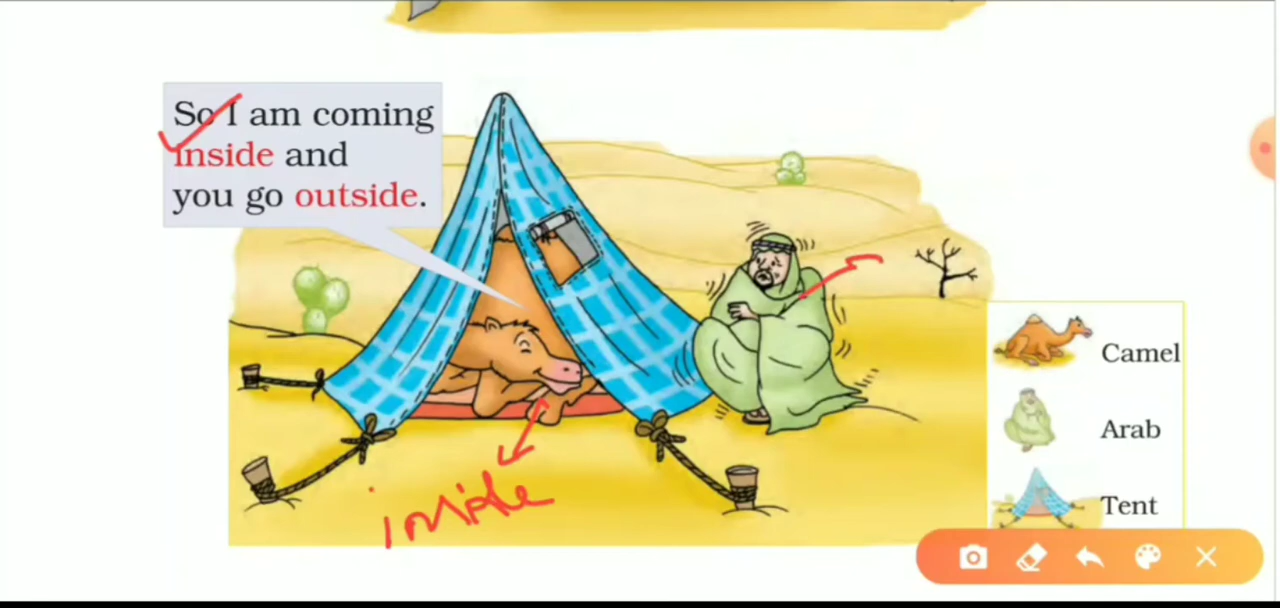 So I am coming
inside and
you go outside.
Camel
Arab
Tent
inside